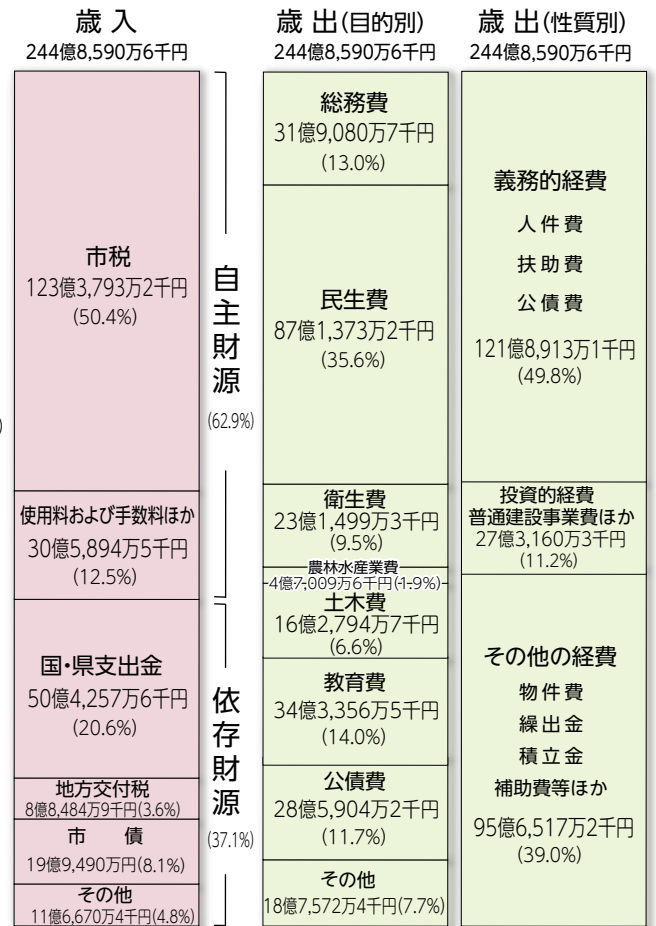 歳入
244億8,590万6千円
市税
123億3,793万2千円
(50.4%)
使用料および手数料ほか
30億5,894万5千円
(12.5%)
国・県支出金
50億4,257万6千円
(20.6%)
地方交付税
8億8,484万9千円(3.6%)
市債
19億9,490万円(8.1%)
その他
11億6,670万4千円(4.8%)
)
自主財源
(62.9%)
依存財源
(37.1%)
歳出(目的別)
244億8,590万6千円
総務費
31億9,080万7千円
(13.0%)
民生費
87億1,373万2千円
(35.6%)
衛生費
23億1,499万3千円
(9.5%)
農林水産業費
4億7,009万6千円(1.9%)
土木費
16億2,794万7千円
(6.6%)
教育費
34億3,356万5千円
(14.0%)
公債費
28億5,904万2千円
(11.7%)
その他
18億7,572万4千円(7.7%)
歳出(性質別)
244億8,590万6千円
義務的経費
人件費
扶助費
公債費
121億8,913万1千円
(49.8%)
投資的経費
普通建設事業費ほか
27億3,160万3千円
(11.2%)
その他の経費
物件費
繰出金
積立金
補助費等ほか
95億6,517万2千円
(39.0%)